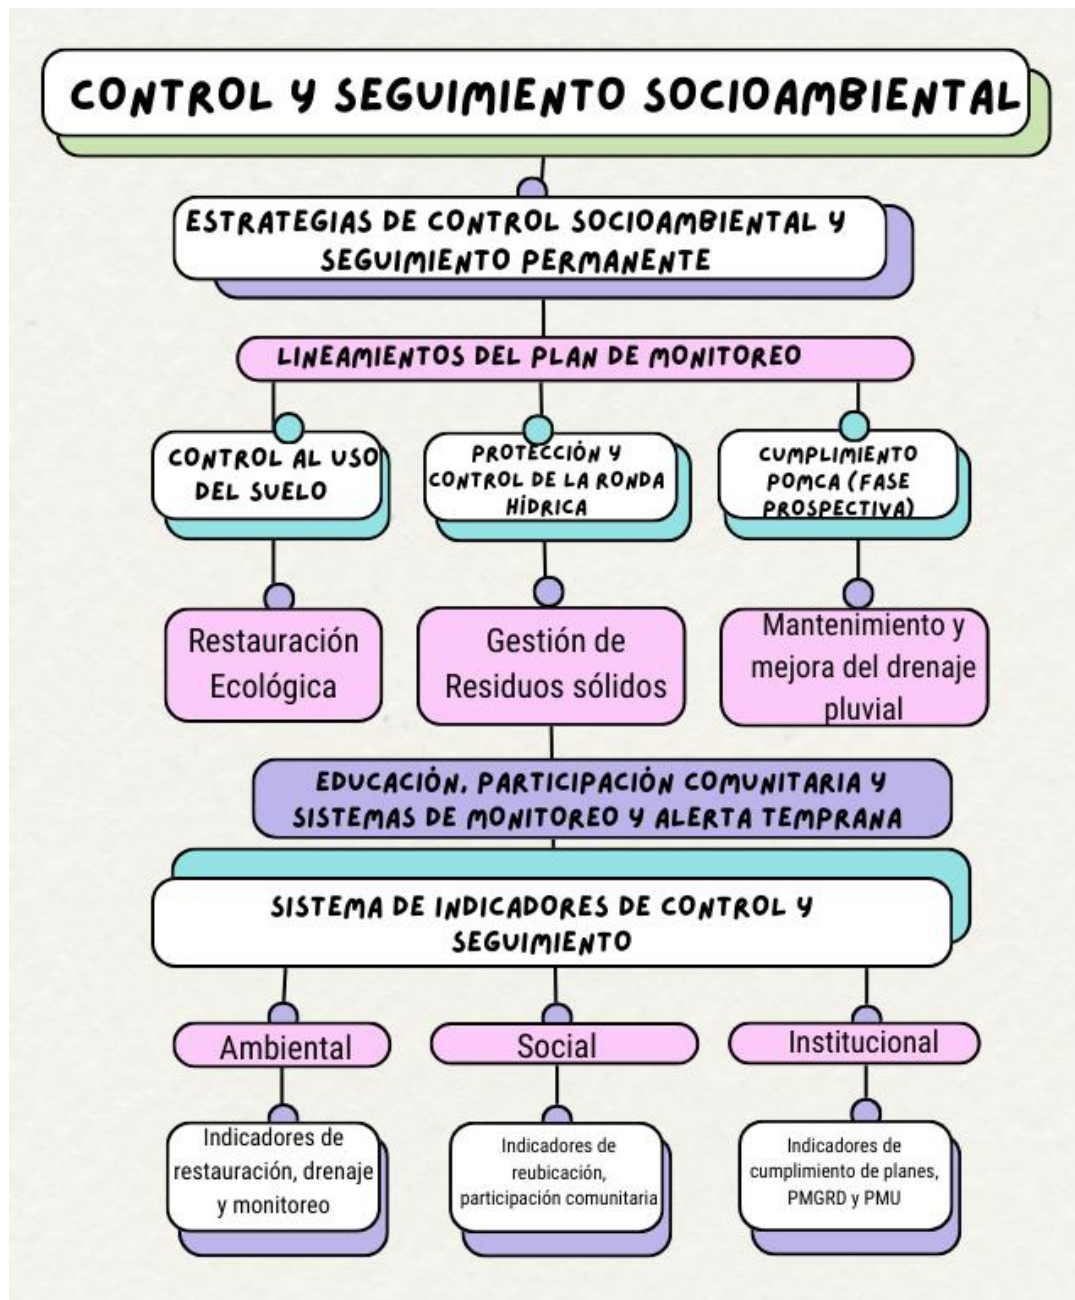 CONTROL Y SEGUIMIENTO SOCIOAMBIENTAL
ESTRATEGIAS DE CONTROL SOCIOAMBIENTAL Y
SEGUIMIENTO PERMANENTE
LINEAMIENTOS DEL PLAN DE MONITOREO
CONTROL AL USO
DEL SUELO
PROTECCIÓN Y
CONTROL DE LA RONDA
HÍDRICA
CUMPLIMIENTO
POMCA (FASE
PROSPECTIVA)
Restauración
Ecológica
Gestión de
Residuos sólidos
Mantenimiento y
mejora del drenaje
pluvial
EDUCACIÓN, PARTICIPACIÓN COMUNITARIA Y
SISTEMAS DE MONITOREO Y ALERTA TEMPRANA
SISTEMA DE INDICADORES DE CONTROL Y
SEGUIMIENTO
Ambiental
Social
Institucional
Indicadores de
restauración, drenaje
y monitoreo
Indicadores de
reubicación,
participación comunitaria
Indicadores de
cumplimiento de planes,
PMGRD y PMU